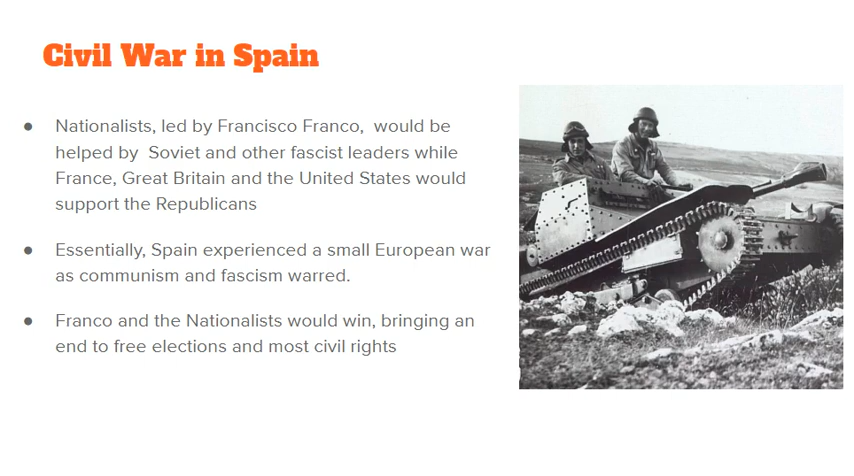 Civil War in Spain
● Nationalists, led by Francisco Franco,  would be
helped by  Soviet and other fascist leaders while
France, Great Britain and the United States would
support the Republicans
● Essentially, Spain experienced a small European war
as communism and fascism warred.
● Franco and the Nationalists would win, bringing an
end to free elections and most civil rights